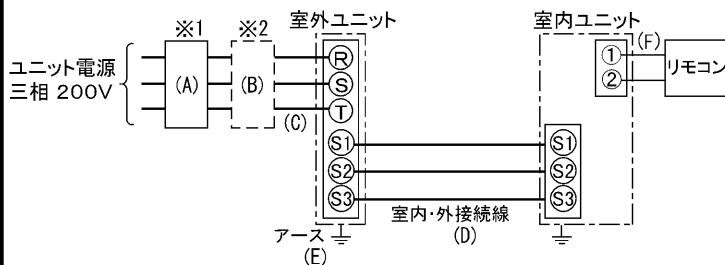 ※1
※2
室外ユニット
室内ユニット
ユニット電源
三相 200V
(A)
(B)
(C)
R
S
T
S1
S2
S3
①
②
(F)
リモコン
S1
S2
S3
室内・外接続線
(D)
アース
(E)